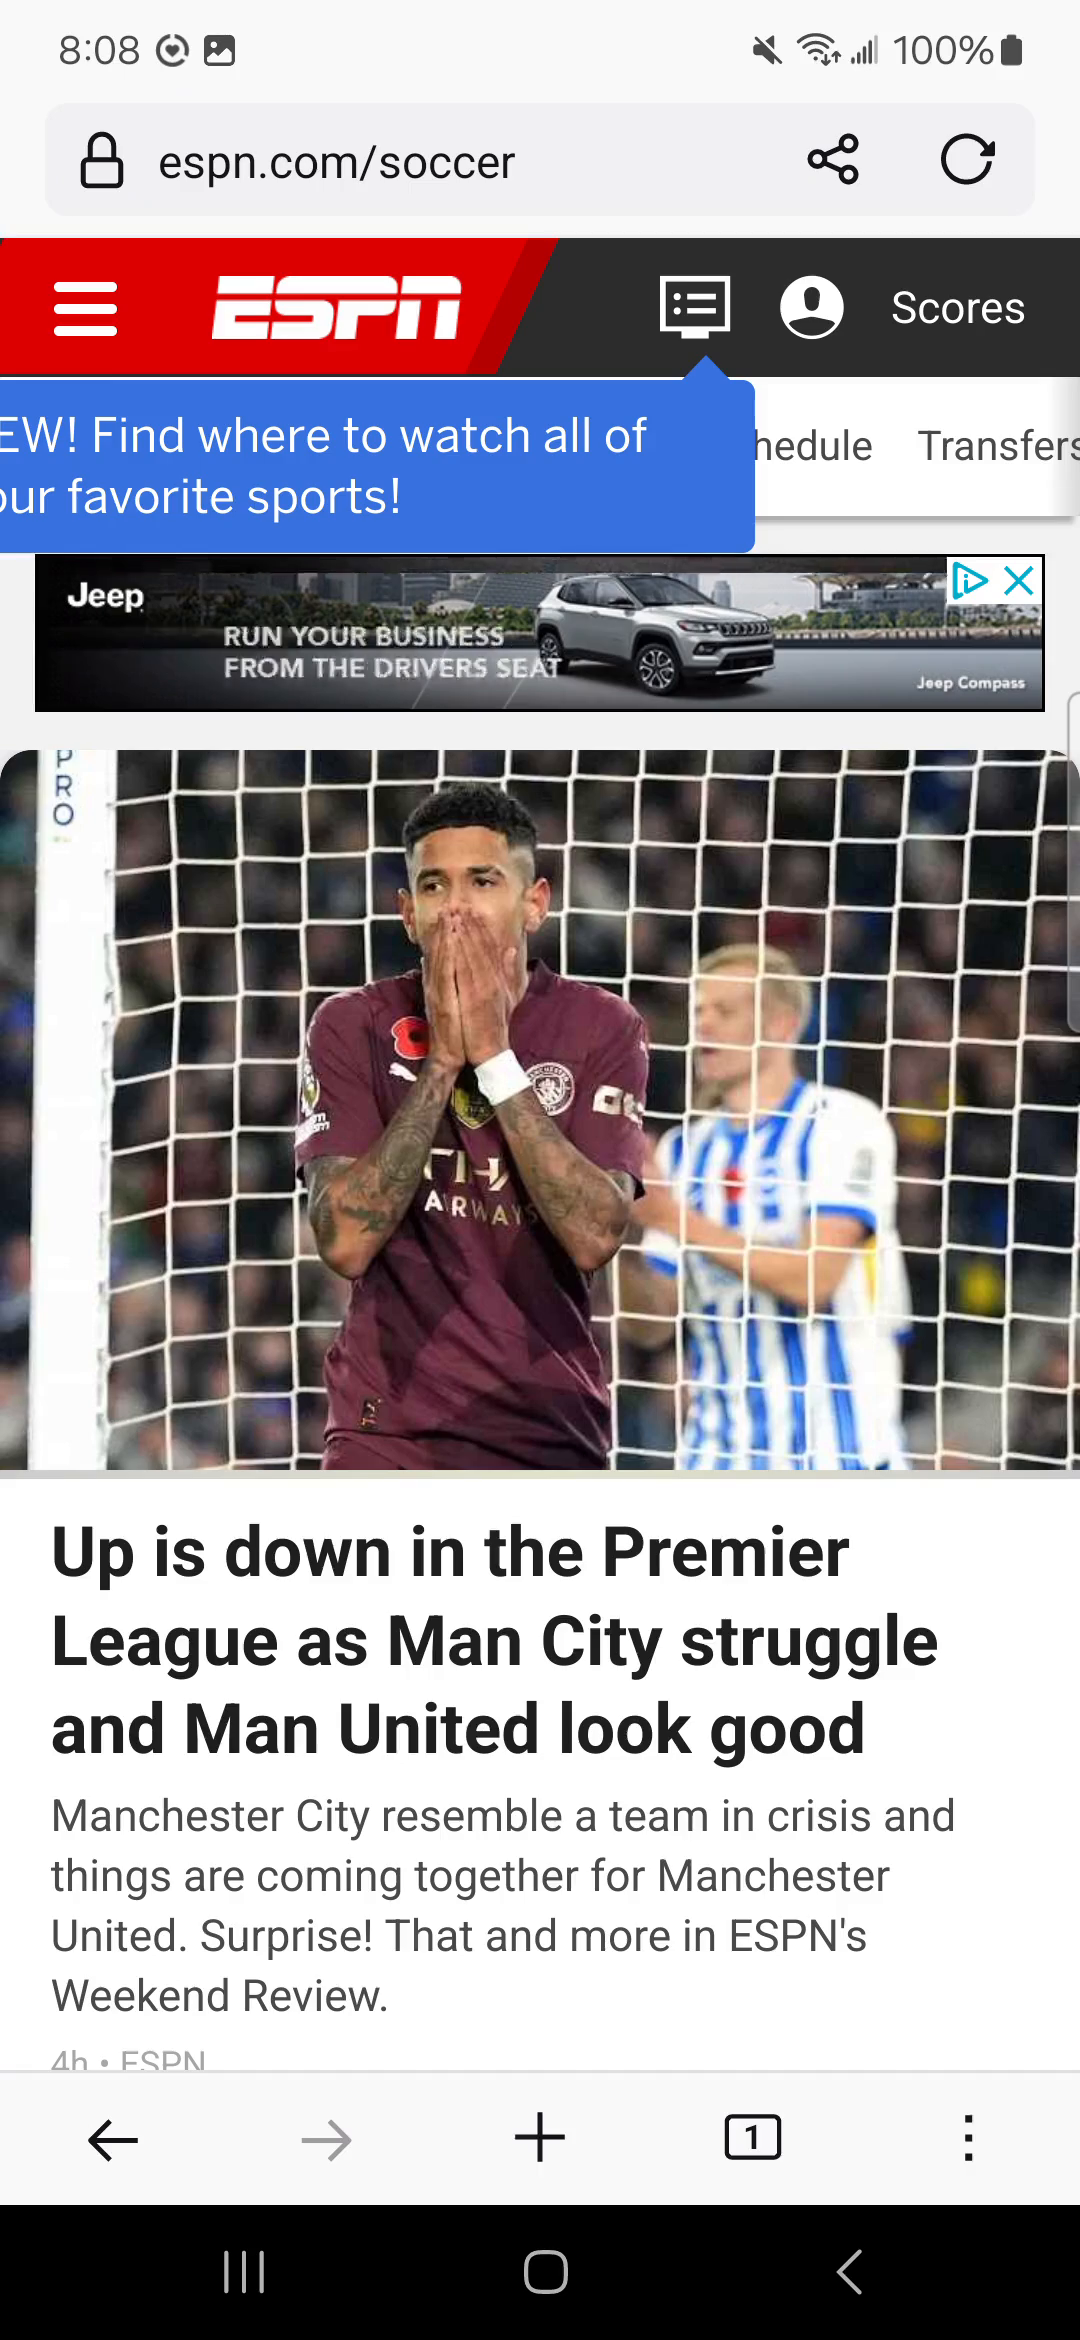 8:08 100%
espn.com/soccer
ESPN Scores
EW! Find where to watch all of
our favorite sports!
hedule Transfers
Jeep
RUN YOUR BUSINESS
FROM THE DRIVERS SEAT
Jeep Compass
PRO
AIRWAYS
Up is down in the Premier
League as Man City struggle
and Man United look good
Manchester City resemble a team in crisis and
things are coming together for Manchester
United. Surprise! That and more in ESPN's
Weekend Review.
4h • ESPN
1